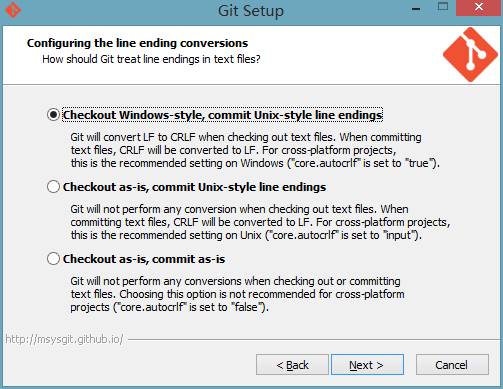 Git Setup
Configuring the line ending conversions
How should Git treat line endings in text files?
Checkout Windows-style, commit Unix-style line endings
Git will convert LF to CRLF when checking out text files. When committing
text files, CRLF will be converted to LF. For cross-platform projects,
this is the recommended setting on Windows ("core.autocrlf" is set to "true").
Checkout as-is, commit Unix-style line endings
Git will not perform any conversion when checking out text files. When
committing text files, CRLF will be converted to LF. For cross-platform projects,
this is the recommended setting on Unix ("core.autocrlf" is set to "input").
Checkout as-is, commit as-is
Git will not perform any conversions when checking out or committing
text files. Choosing this option is not recommended for cross-platform
projects ("core.autocrlf" is set to "false").
http://msysgit.github.io/
< Back Next > Cancel